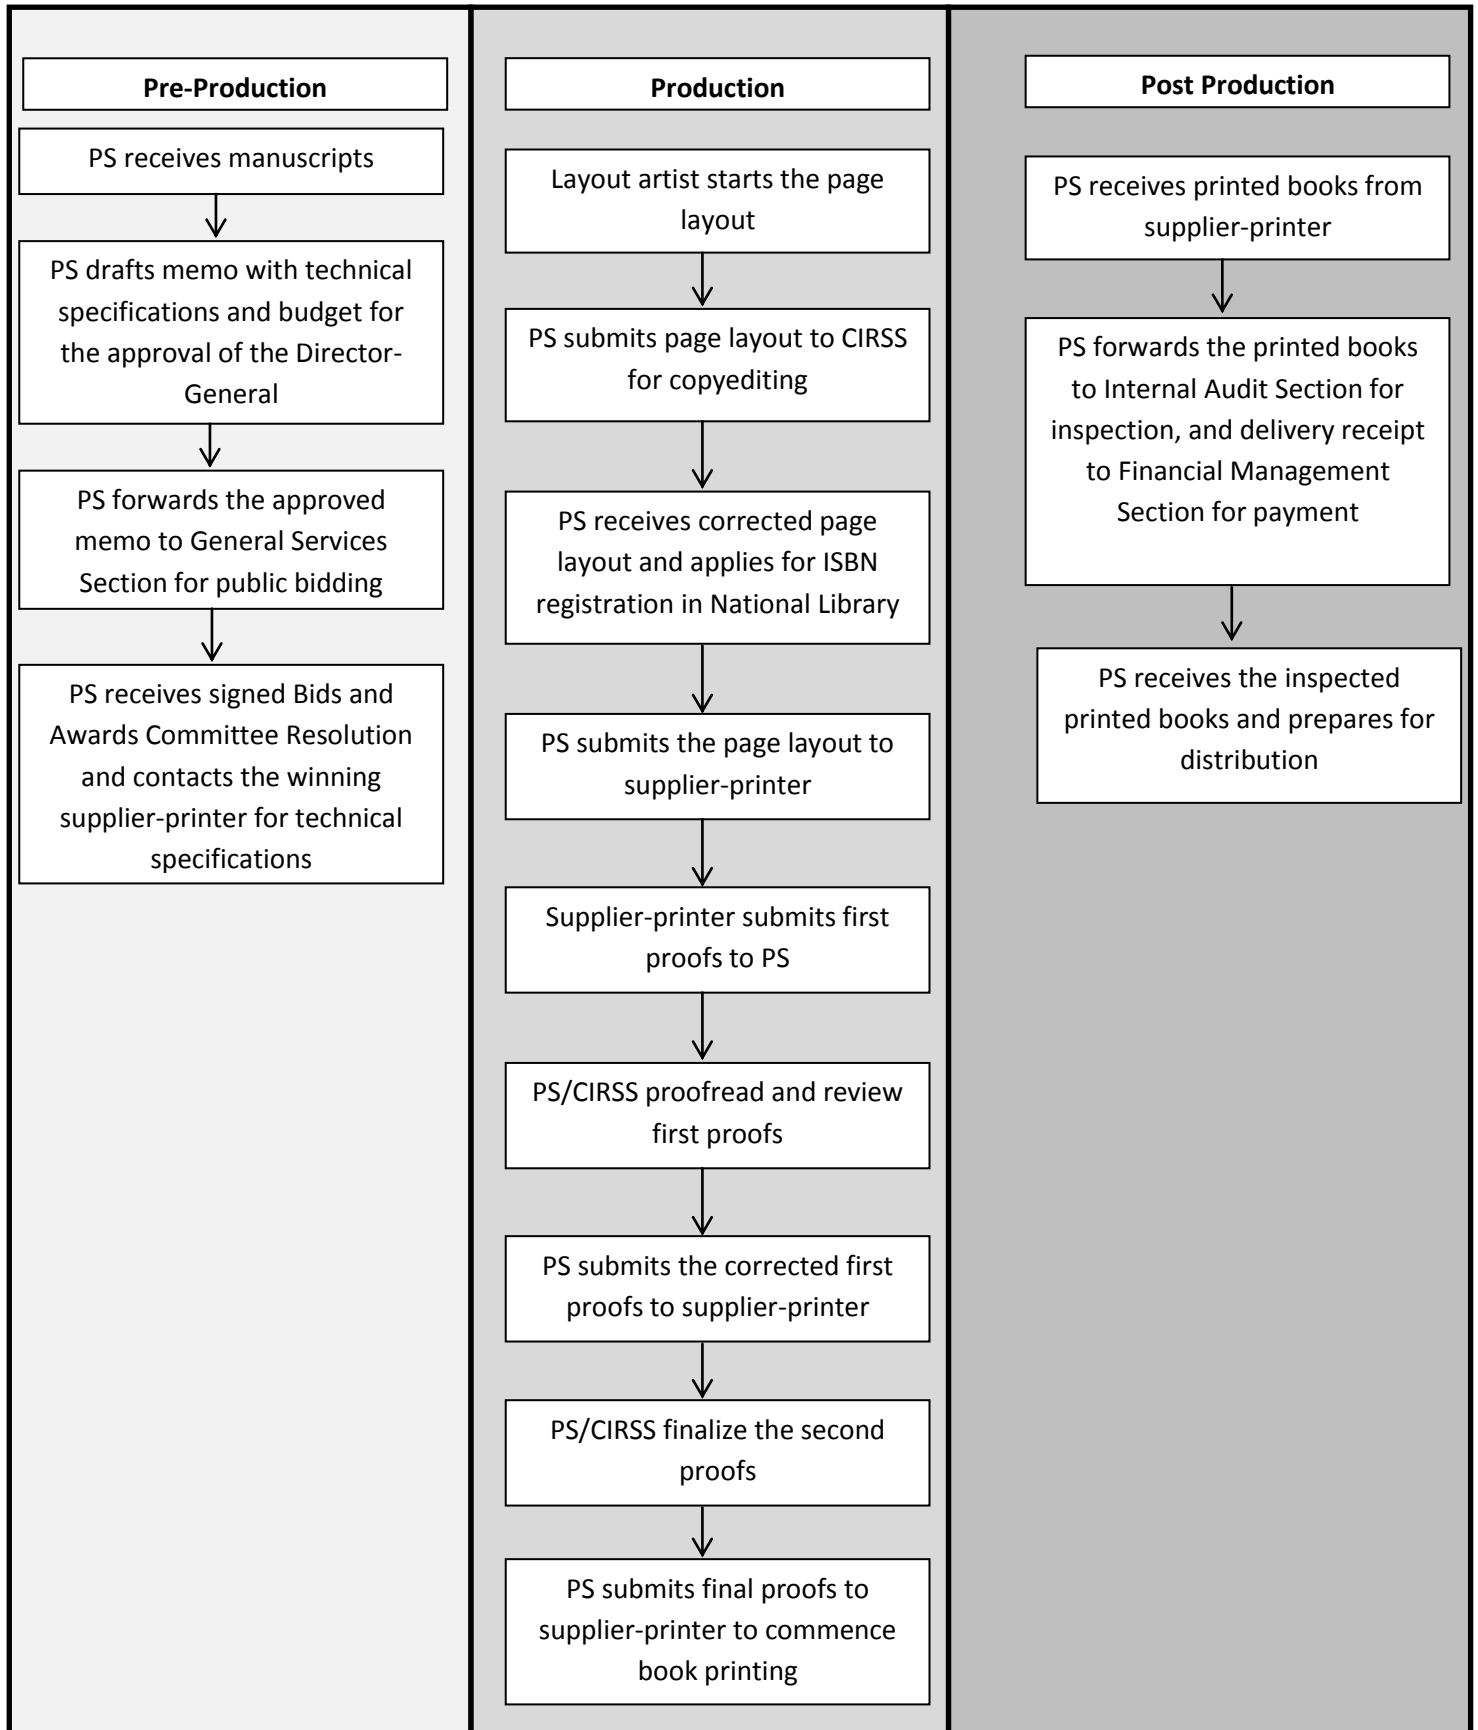 Pre-Production
PS receives manuscripts
PS drafts memo with technical
specifications and budget for
the approval of the Director-
General
PS forwards the approved
memo to General Services
Section for public bidding
PS receives signed Bids and
Awards Committee Resolution
and contacts the winning
supplier-printer for technical
specifications
Production
Layout artist starts the page
layout
PS submits page layout to CIRSS
for copyediting
PS receives corrected page
layout and applies for ISBN
registration in National Library
PS submits the page layout to
supplier-printer
Supplier-printer submits first
proofs to PS
PS/CIRSS proofread and review
first proofs
PS submits the corrected first
proofs to supplier-printer
PS/CIRSS finalize the second
proofs
PS submits final proofs to
supplier-printer to commence
book printing
Post Production
PS receives printed books from
supplier-printer
PS forwards the printed books
to Internal Audit Section for
inspection, and delivery receipt
to Financial Management
Section for payment
PS receives the inspected
printed books and prepares for
distribution